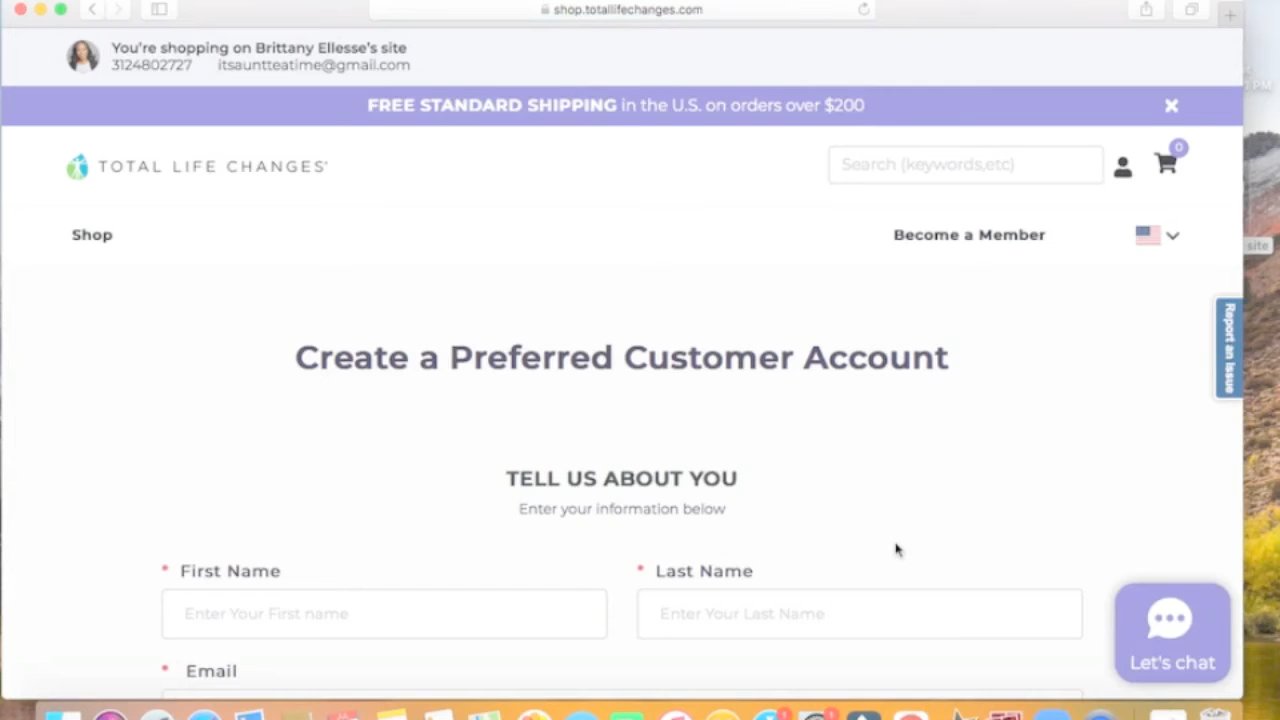 shop.totallifechanges.com
You're shopping on Brittany Ellesse's site
3124802727 itsauntteatime@gmail.com
FREE STANDARD SHIPPING in the U.S. on orders over $200
TOTAL LIFE CHANGES
Search (keywords,etc)
0
Shop
Become a Member
site
Report an Issue
Create a Preferred Customer Account
TELL US ABOUT YOU
Enter your information below
* First Name
* Last Name
Enter Your First name
Enter Your Last Name
* Email
Let's chat